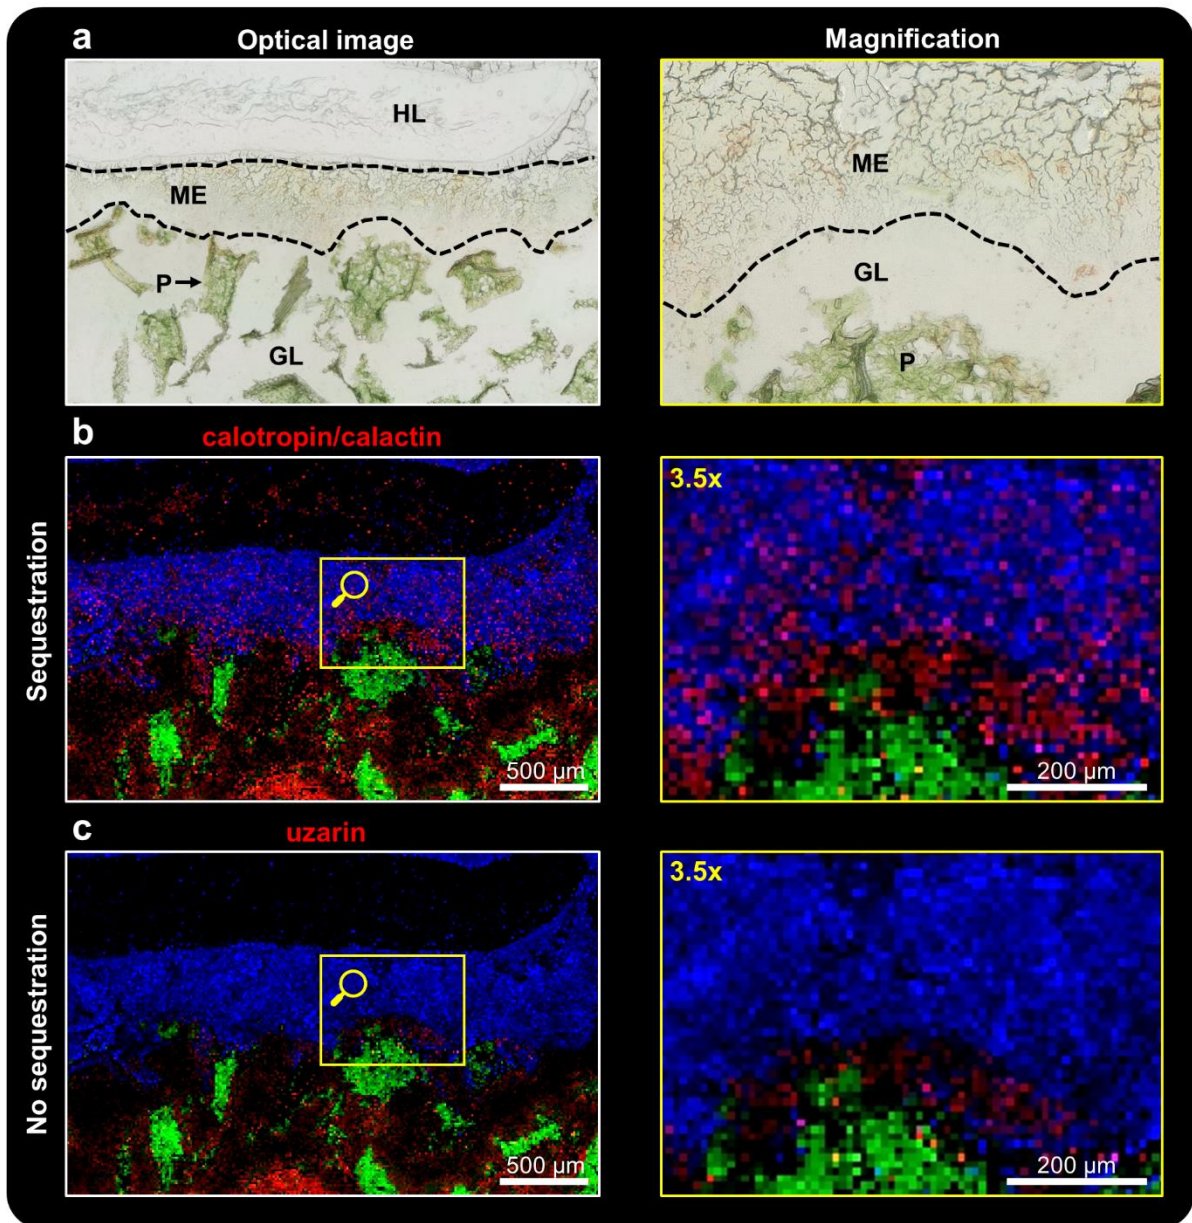 a
Optical image
Magnification
HL
ME
P
GL
ME
GL
P
b
calotropin/calactin
Sequestration
500 µm
3.5x
200 µm
c
uzarin
No sequestration
500 µm
3.5x
200 µm